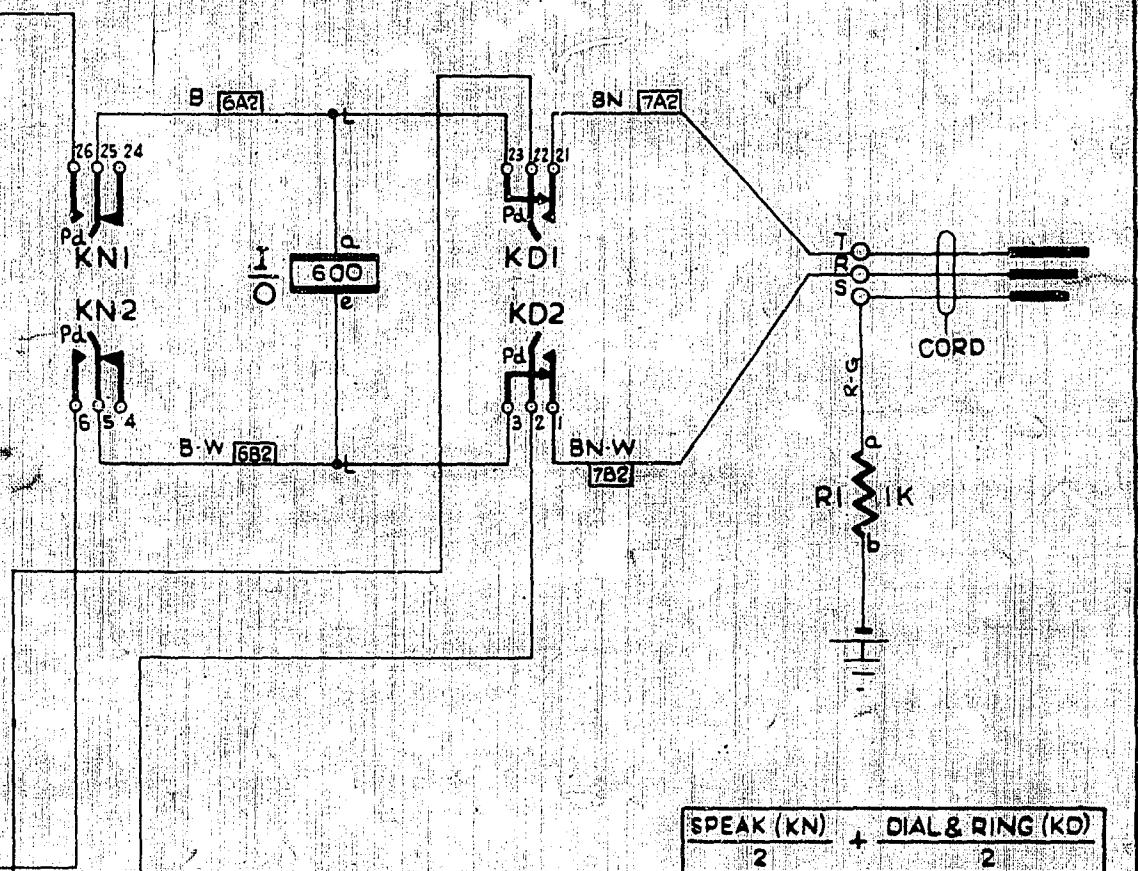 B 6A2
BN 7A2
26 25 24
23 22 21
Pd
KN1
Pd
KD1
I
O
a
600
e
T
R
S
KN2
Pd
KD2
Pd
CORD
6 5 4
3 2 1
R-G
B-W 6B2
BN-W
7B2
a
R1 1K
b
SPEAK (KN) + DIAL & RING (KD)
2 2